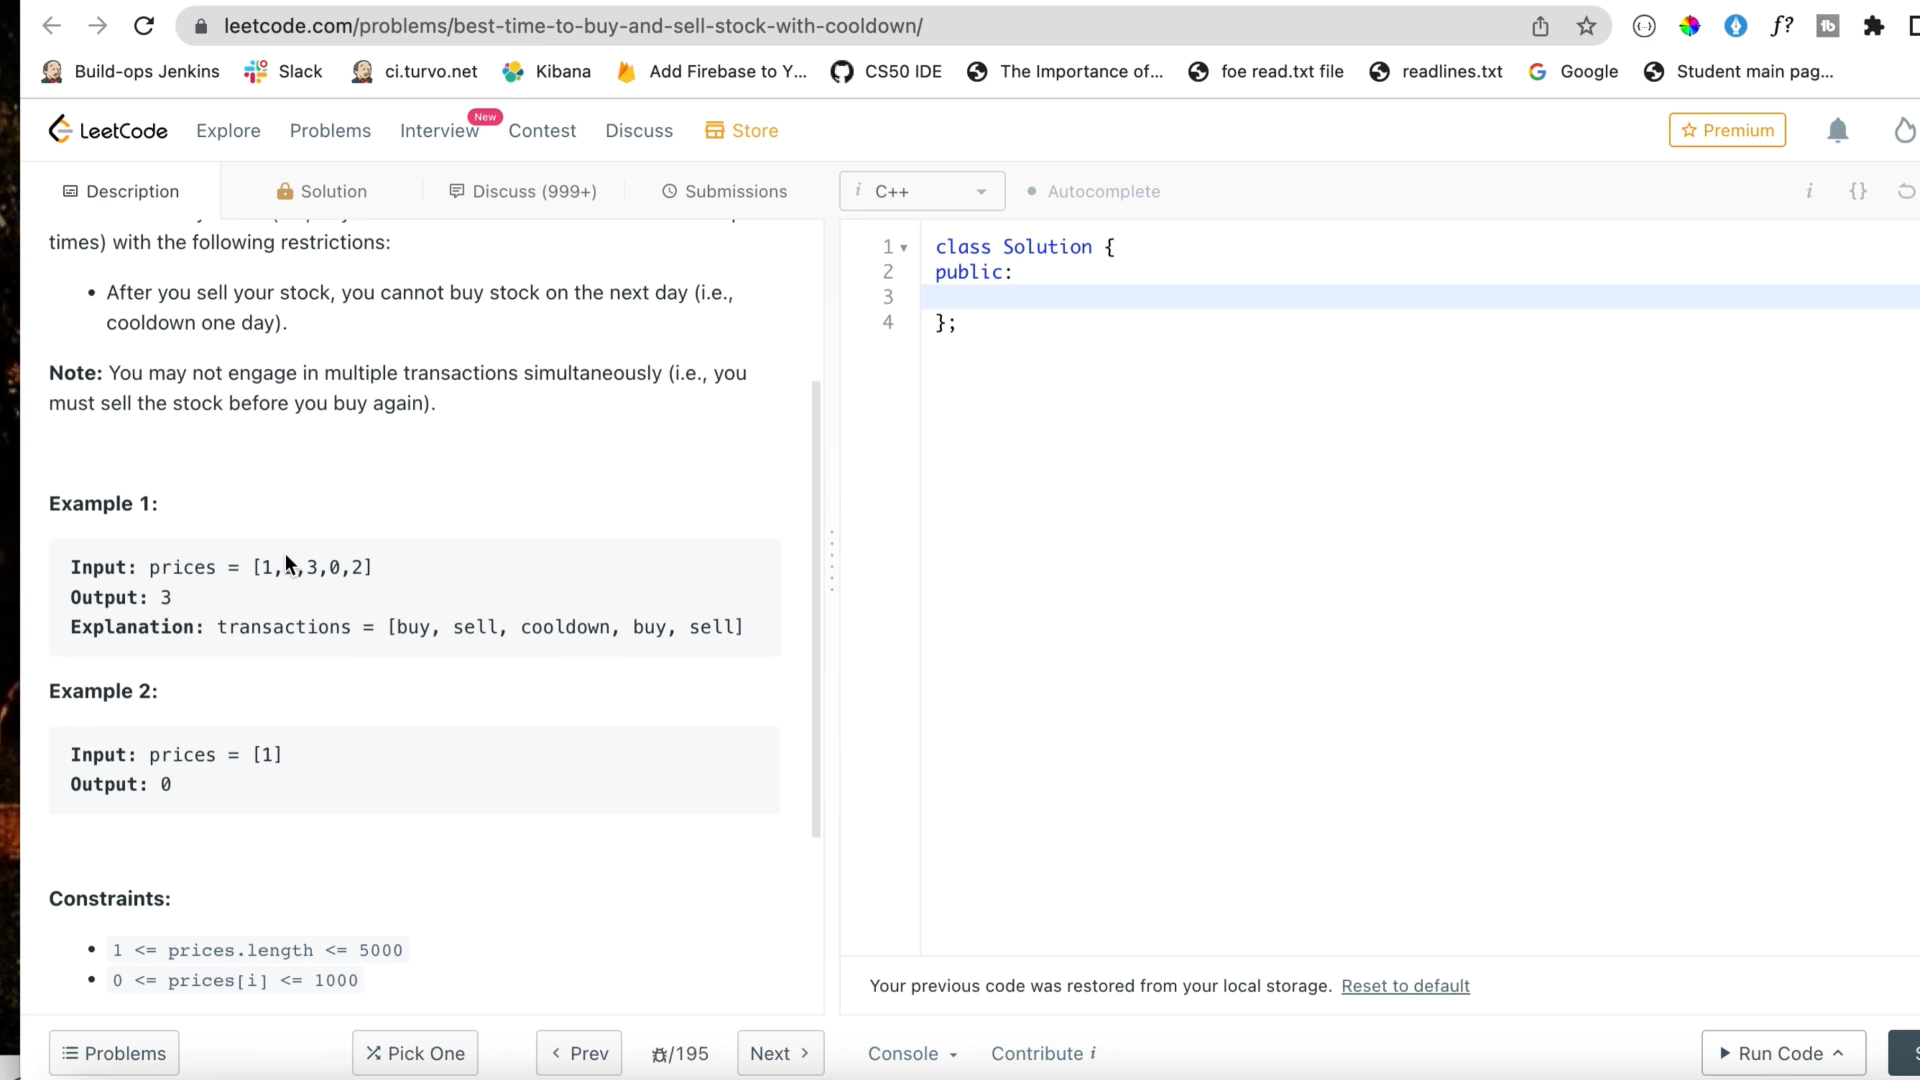 leetcode.com/problems/best-time-to-buy-and-sell-stock-with-cooldown/
Build-ops Jenkins Slack ci.turvo.net Kibana Add Firebase to Y... CS50 IDE The Importance of... foe read.txt file readlines.txt Google Student main pag...
LeetCode Explore Problems Interview New Contest Discuss Store Premium
Description Solution Discuss (999+) Submissions i C++ Autocomplete i {}
times) with the following restrictions:
• After you sell your stock, you cannot buy stock on the next day (i.e.,
cooldown one day).
Note: You may not engage in multiple transactions simultaneously (i.e., you
must sell the stock before you buy again).
Example 1:
Input: prices = [1, ,3,0,2]
Output: 3
Explanation: transactions = [buy, sell, cooldown, buy, sell]
Example 2:
Input: prices = [1]
Output: 0
Constraints:
• 1 <= prices.length <= 5000
• 0 <= prices[i] <= 1000
1 class Solution {
2 public:
3
4 };
Your previous code was restored from your local storage. Reset to default
Problems Pick One Prev /195 Next Console Contribute i Run Code